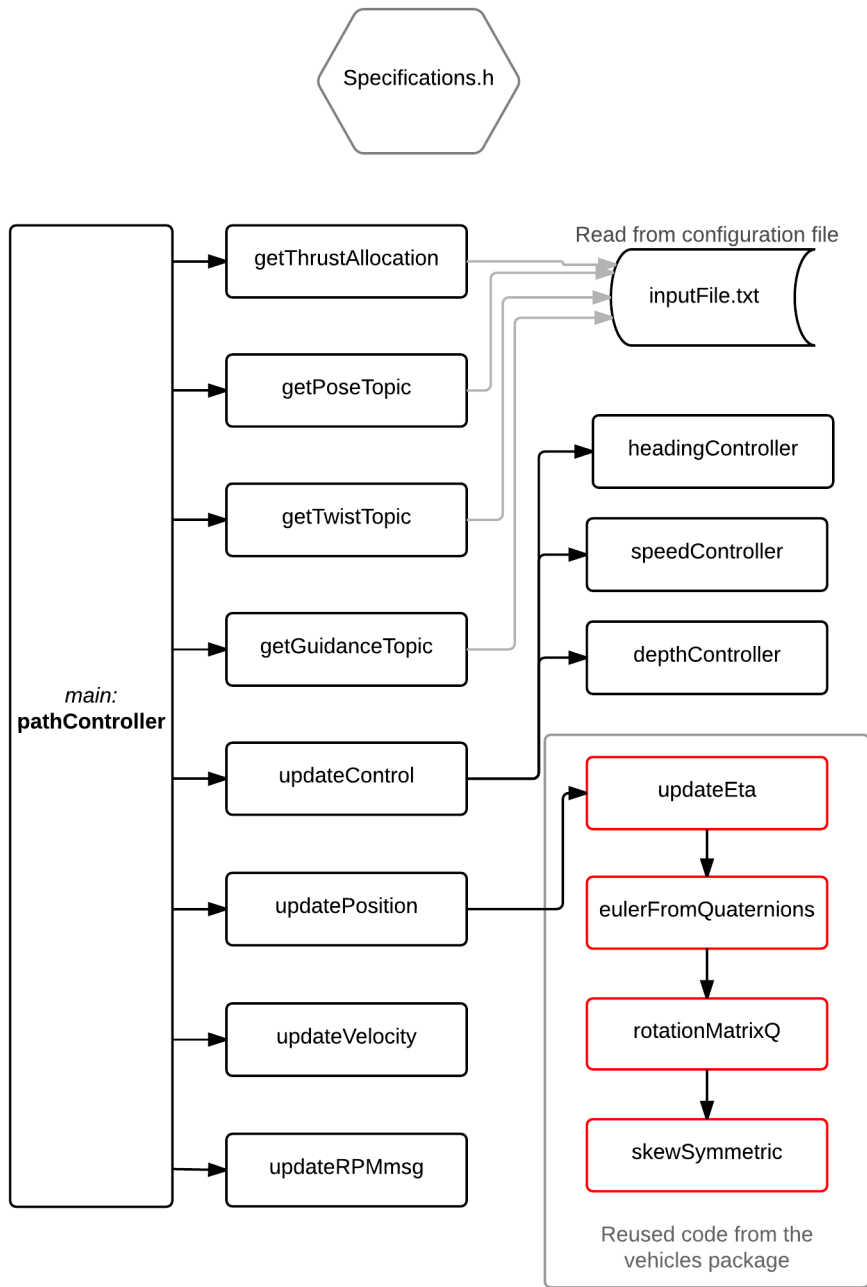 Specifications.h
Read from configuration file
getThrustAllocation
inputFile.txt
getPoseTopic
headingController
getTwistTopic
speedController
getGuidanceTopic
depthController
main:
pathController
updateControl
updateEta
updatePosition
eulerFromQuaternions
updateVelocity
rotationMatrixQ
updateRPMmsg
skewSymmetric
Reused code from the
vehicles package